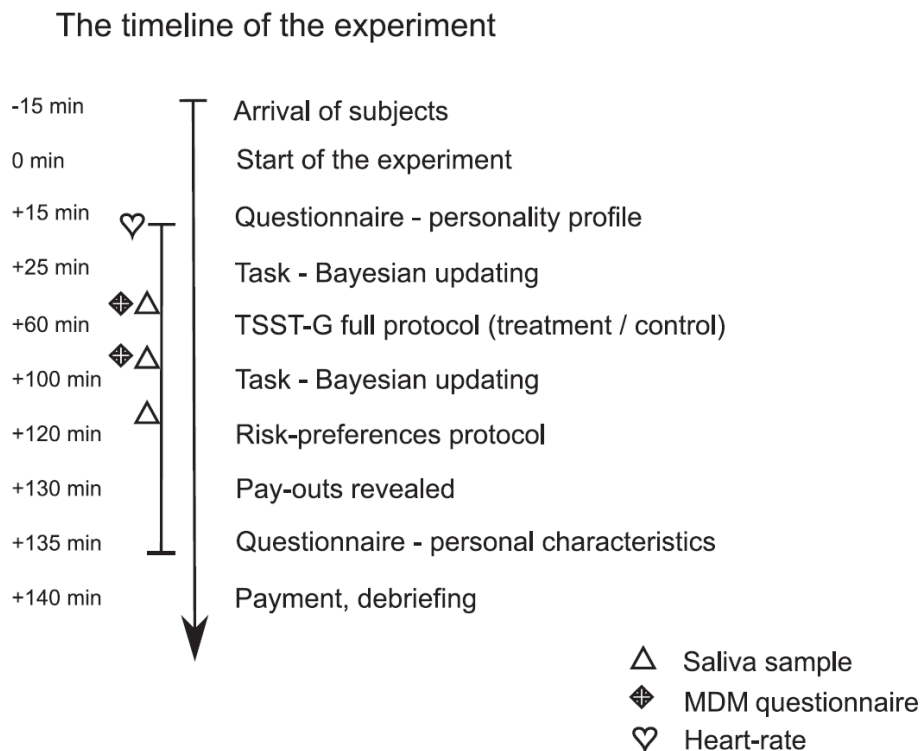 The timeline of the experiment
-15 min Arrival of subjects
0 min Start of the experiment
+15 min Questionnaire - personality profile
+25 min Task - Bayesian updating
+60 min TSST-G full protocol (treatment / control)
+100 min Task - Bayesian updating
+120 min Risk-preferences protocol
+130 min Pay-outs revealed
+135 min Questionnaire - personal characteristics
+140 min Payment, debriefing
Saliva sample
MDM questionnaire
Heart-rate